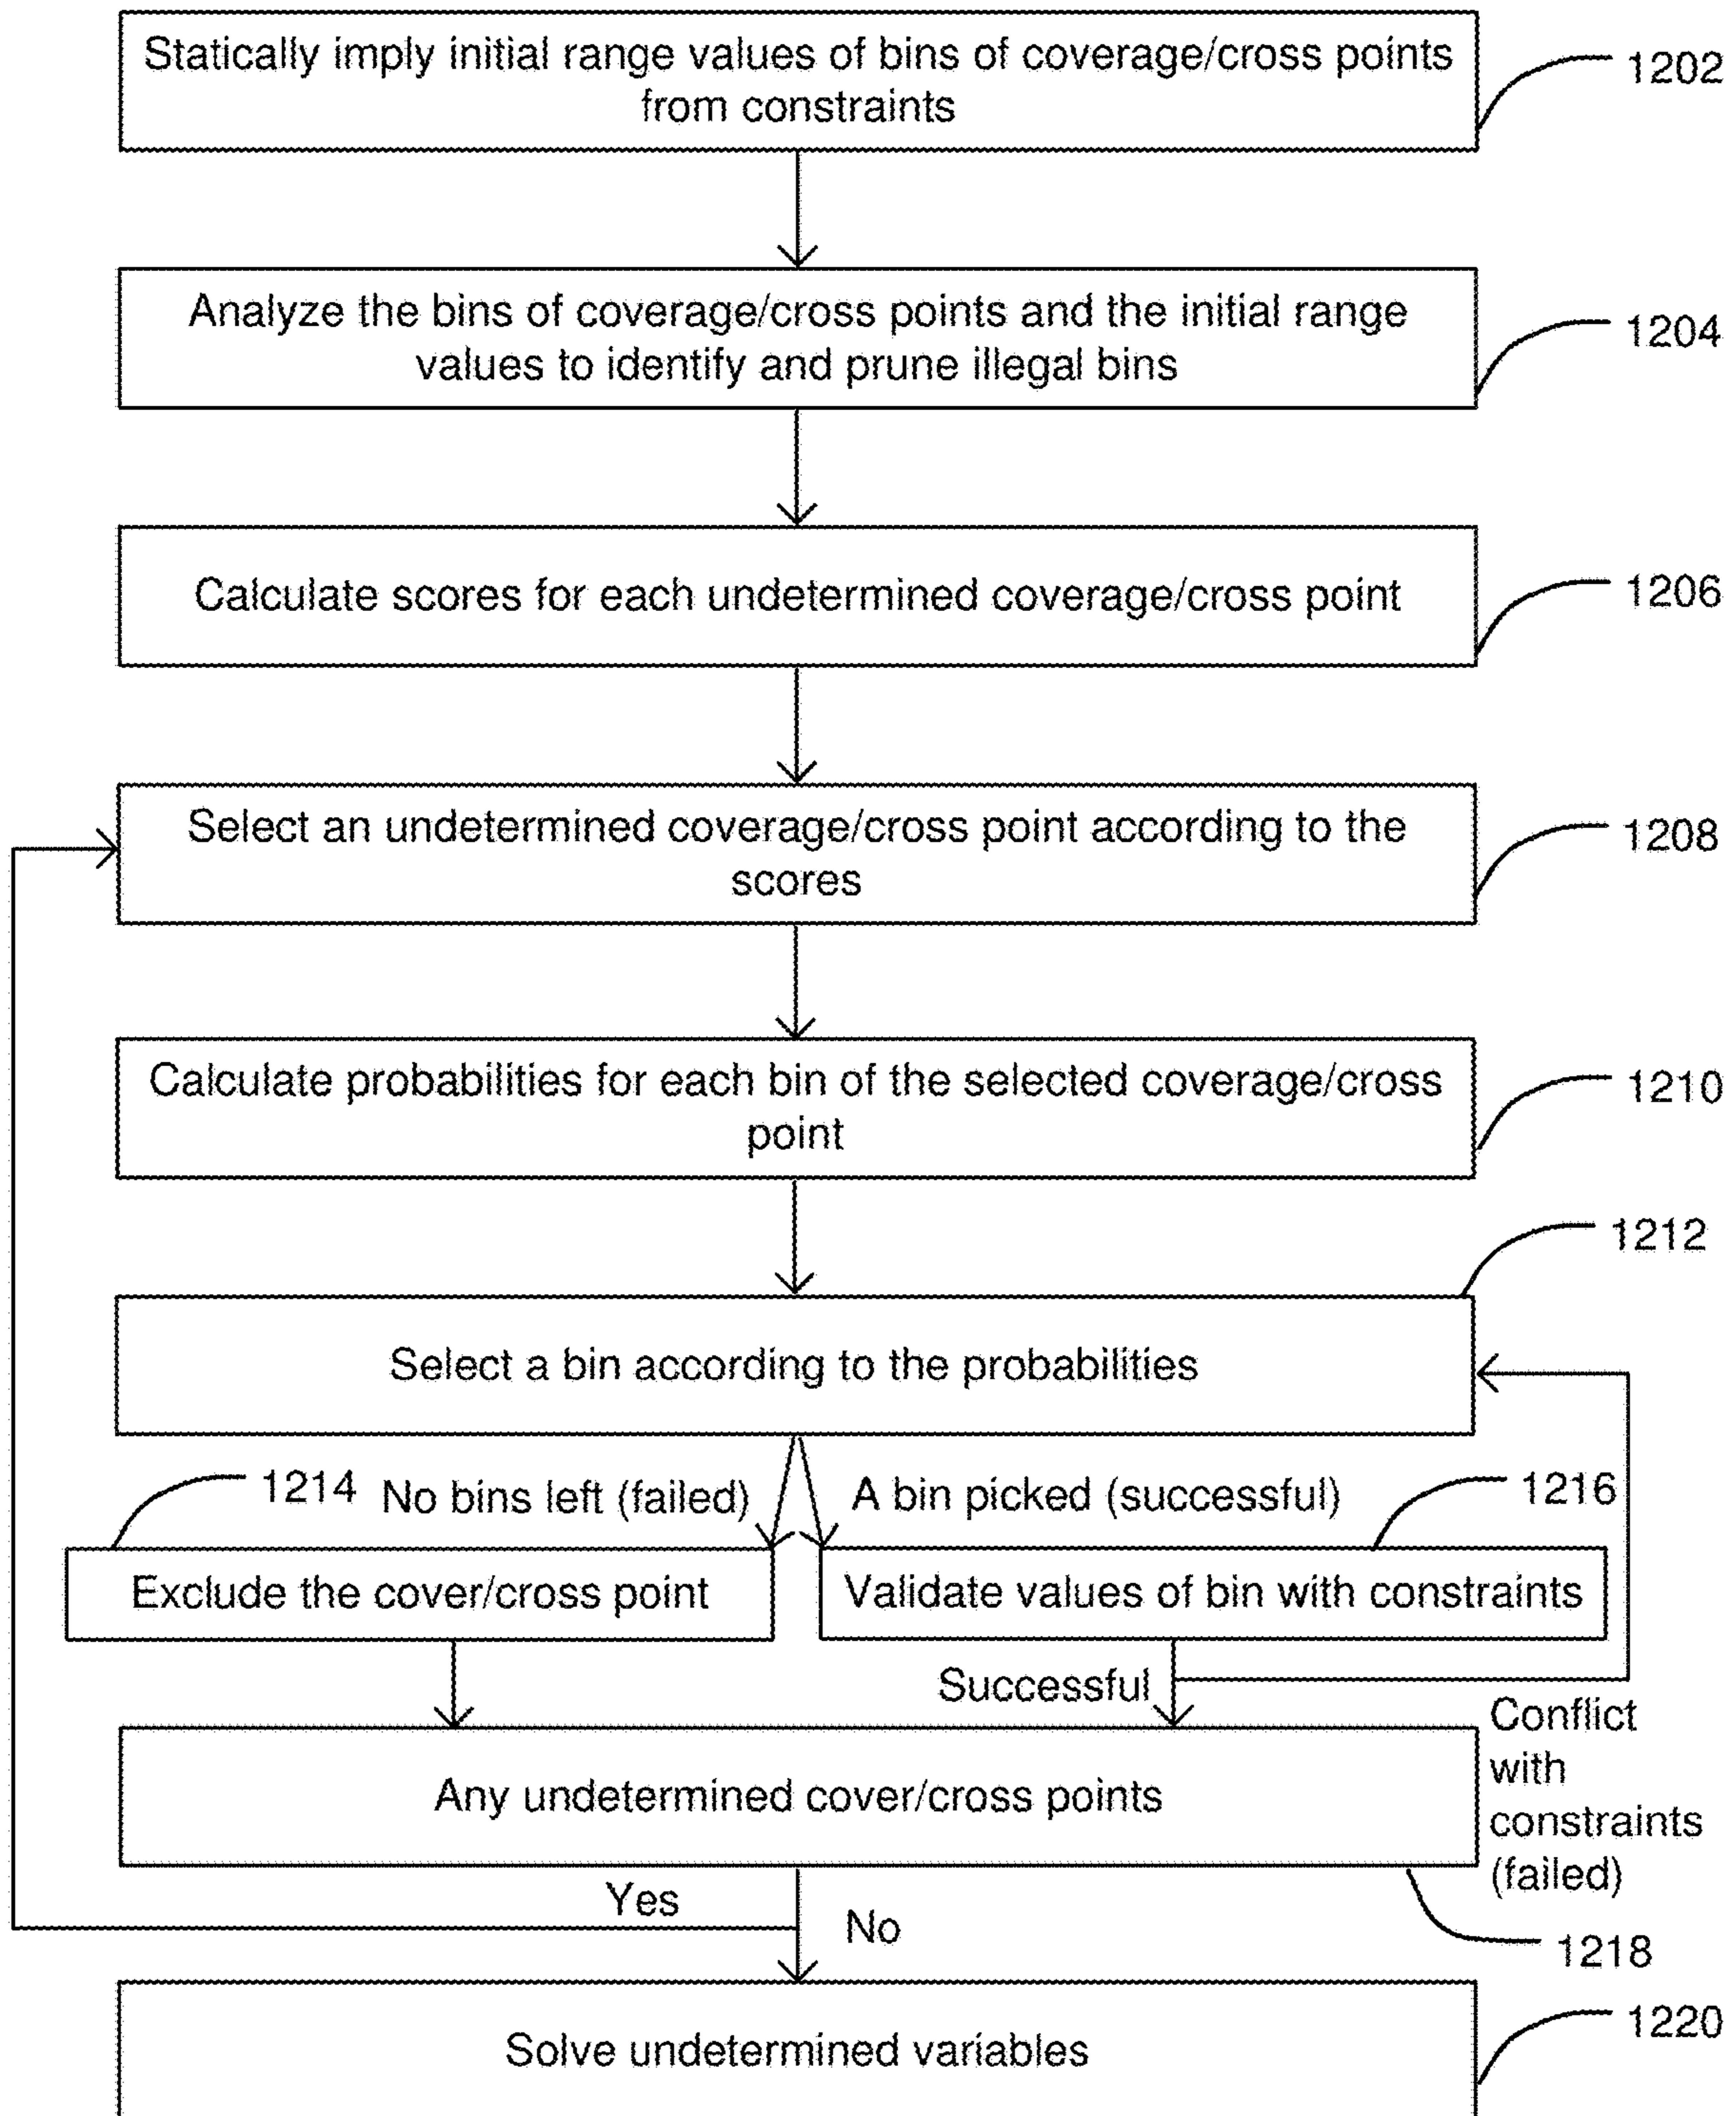 Statically imply initial range values of bins of coverage/cross points
from constraints
1202
Analyze the bins of coverage/cross points and the initial range
values to identify and prune illegal bins
1204
Calculate scores for each undetermined coverage/cross point
1206
Select an undetermined coverage/cross point according to the
scores
1208
Calculate probabilities for each bin of the selected coverage/cross
point
1210
1212
Select a bin according to the probabilities
1214
No bins left (failed)
A bin picked (successful)
1216
Exclude the cover/cross point
Validate values of bin with constraints
Successful
Conflict
with
constraints
(failed)
Any undetermined cover/cross points
Yes
No
1218
1220
Solve undetermined variables